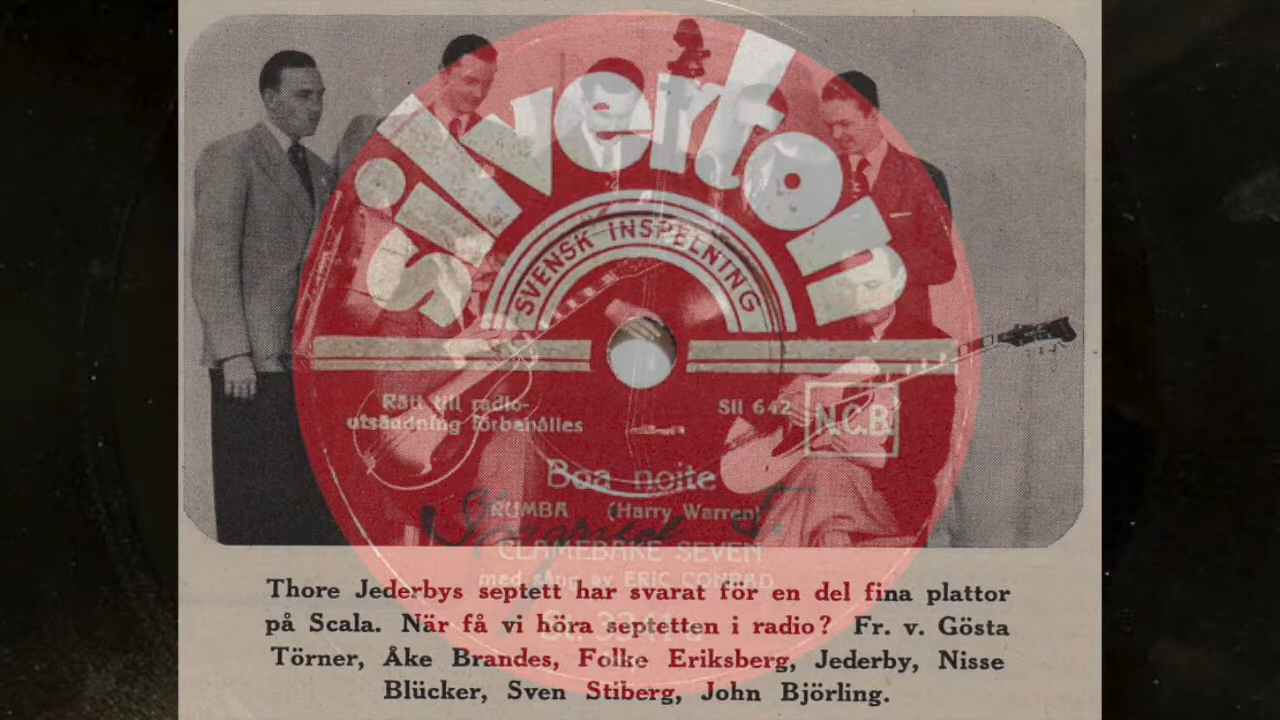 silverton
SVENSK INSPELNING
Rätt till radio-
utsändning förbehålles
Sil 642
N.C.B.
Boa noite
RUMBA (Harry Warren)
CLAMEBAKE SEVEN
med sång av ERIC CONRAD
Thore Jederbys septett har svarat för en del fina plattor
på Scala. När få vi höra septetten i radio? Fr. v. Gösta
Törner, Åke Brandes, Folke Eriksberg, Jederby, Nisse
Blücker, Sven Stiberg, John Björling.